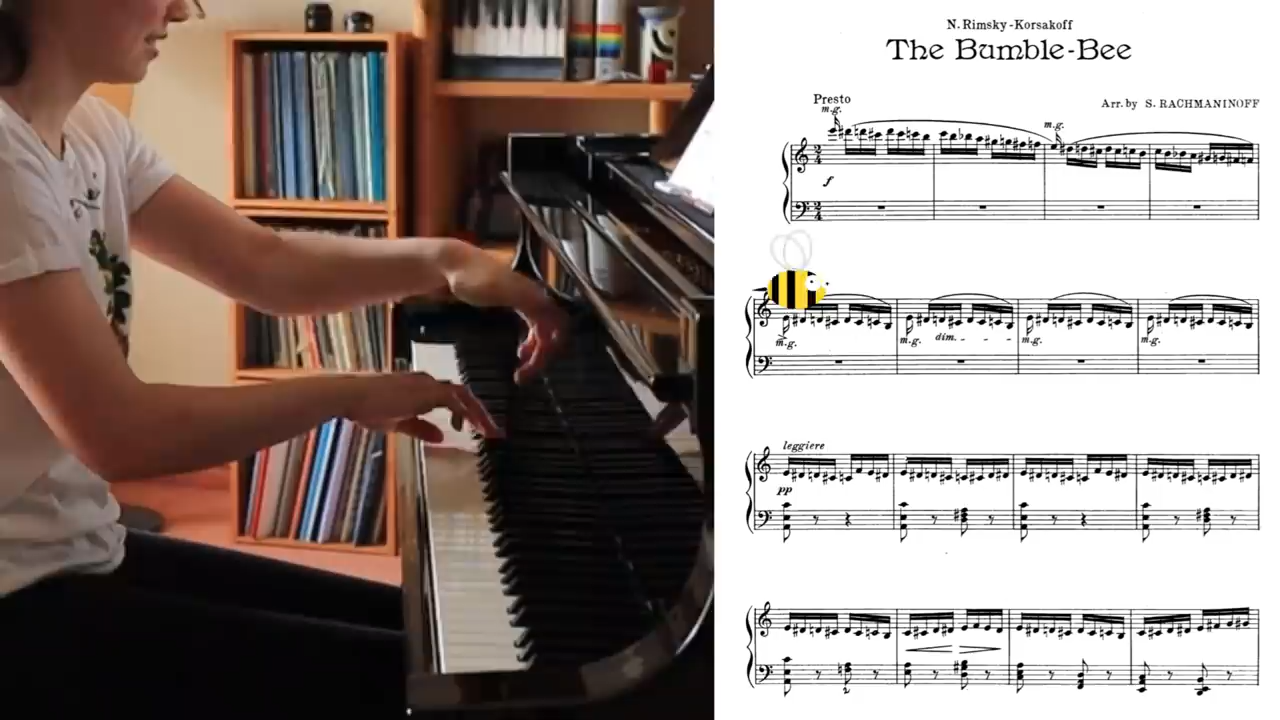 N. Rimsky-Korsakoff
The Bumble-Bee
Presto
Arr. by S. RACHMANINOFF
m.g.
m.g.
f
m.g.
m.g.
dim.
m.g.
m.g.
leggiere
pp